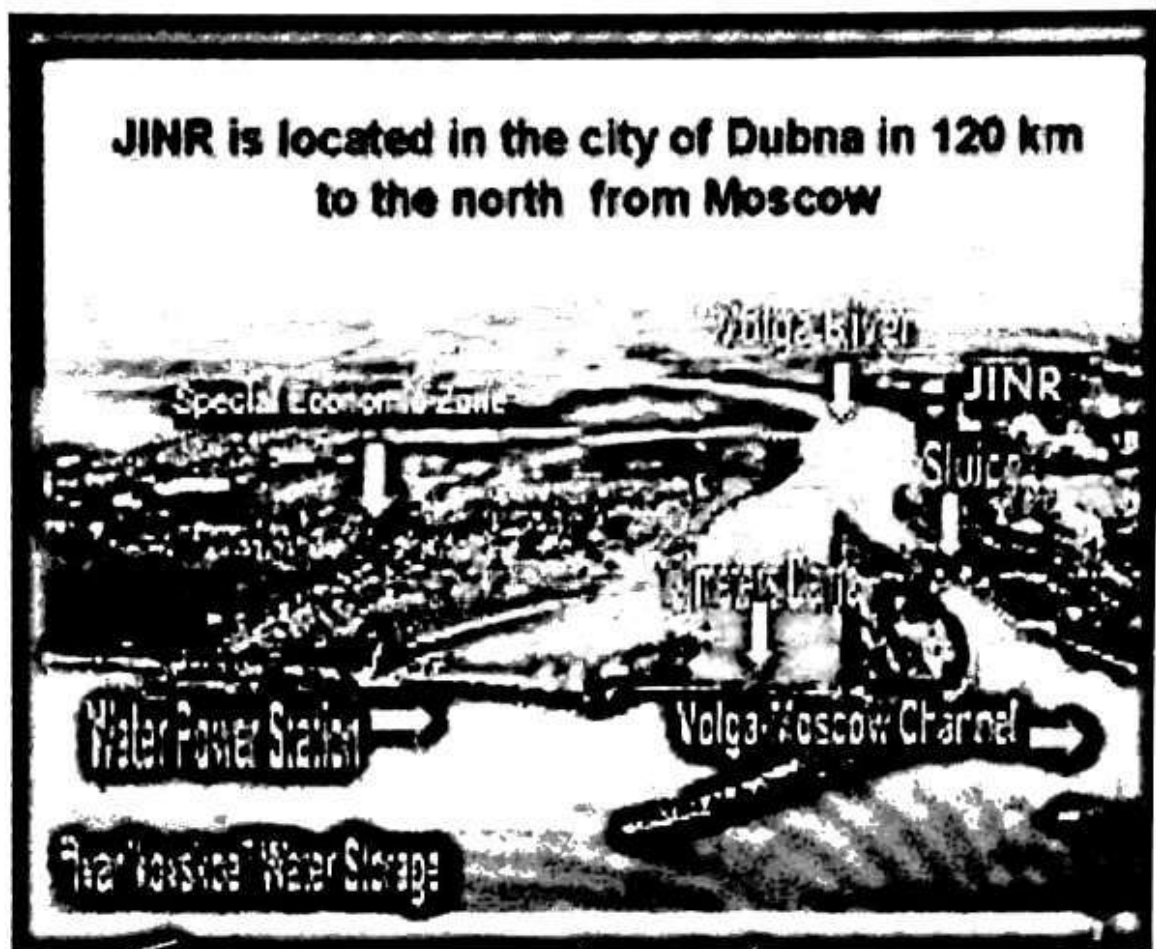 JINR is located in the city of Dubna in 120 km
to the north from Moscow
Volga River
Special Economic Zone
JINR
Sluice
Water Power Station
Volga-Moscow Channel
Water Storage